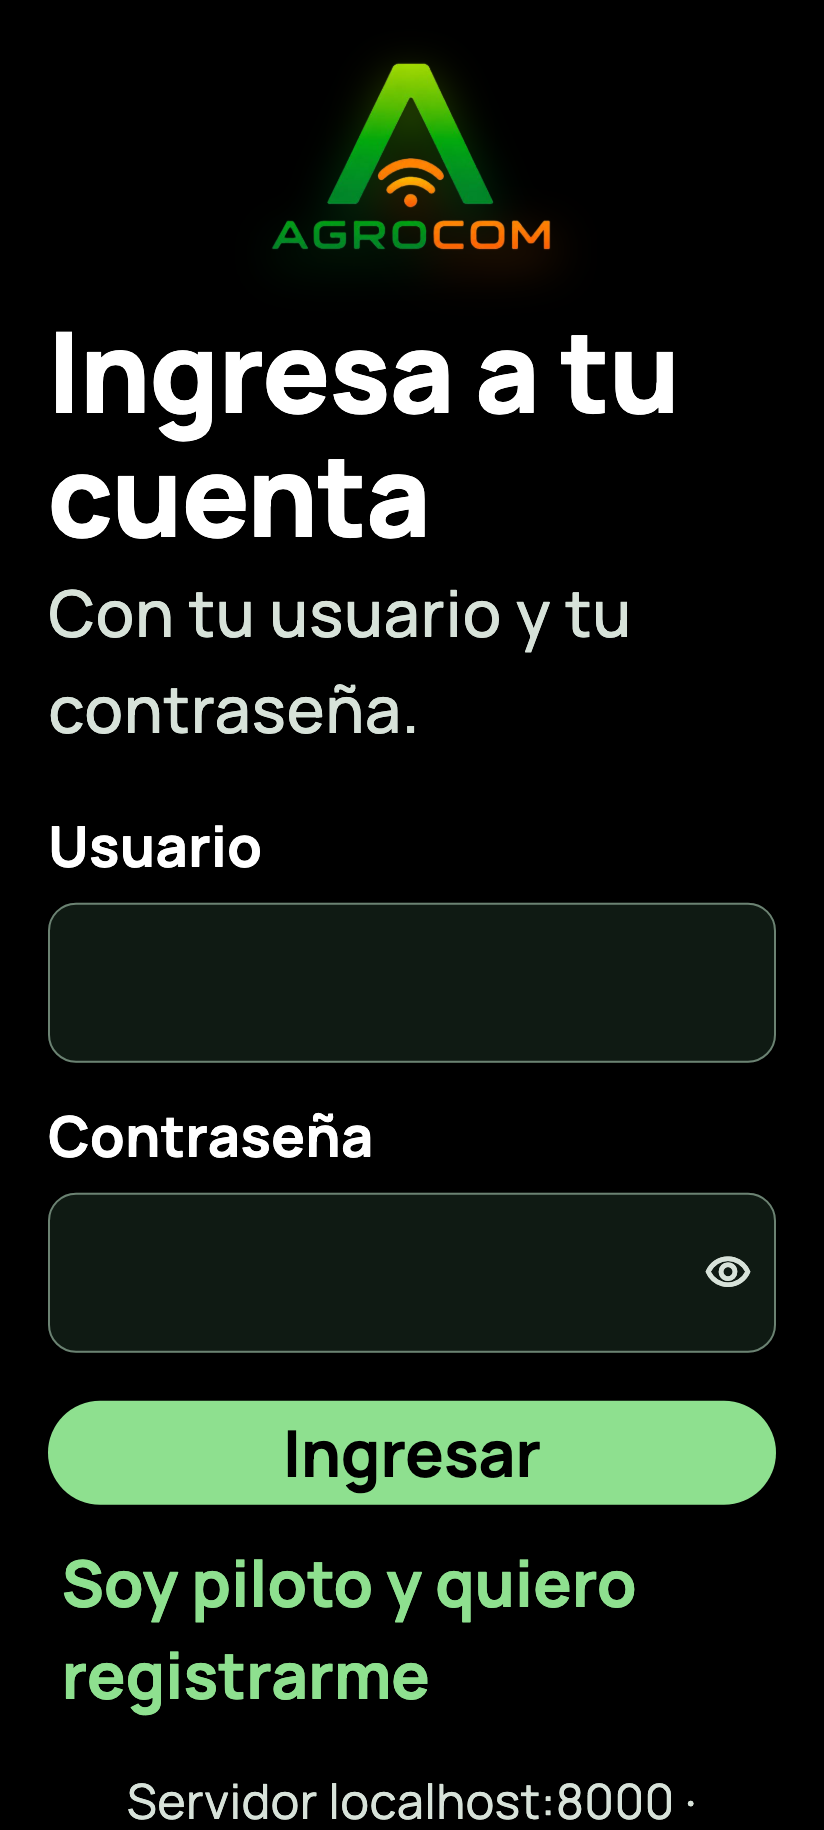 AGROCOM
Ingresa a tu
cuenta
Con tu usuario y tu
contraseña.
Usuario
Contraseña
Ingresar
Soy piloto y quiero
registrarme
Servidor localhost:8000 ·